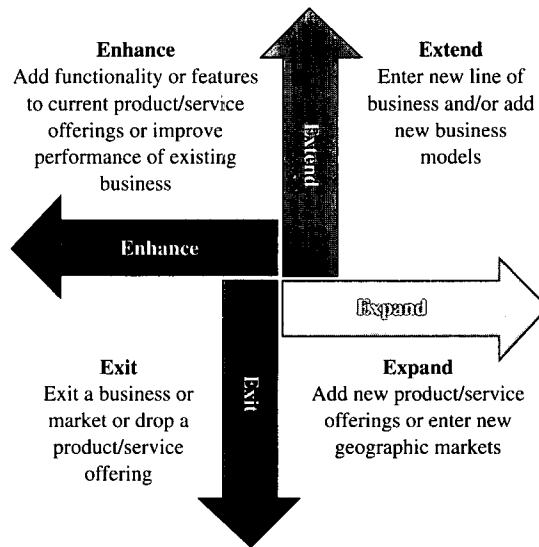 Enhance
Add functionality or features
to current product/service
offerings or improve
performance of existing
business
Extend
Enter new line of
business and/or add
new business
models
Extend
Enhance
Expand
Exit
Exit
Exit a business or
market or drop a
product/service
offering
Expand
Add new product/service
offerings or enter new
geographic markets